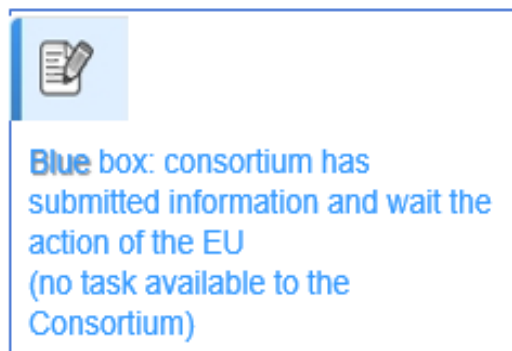 Blue box: consortium has
submitted information and wait the
action of the EU
(no task available to the
Consortium)